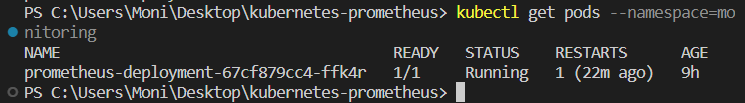 PS C:\Users\Moni\Desktop\kubernetes-prometheus> kubectl get pods --namespace=mo
nitoring
NAME READY STATUS RESTARTS AGE
prometheus-deployment-67cf879cc4-ffk4r 1/1 Running 1 (22m ago) 9h
PS C:\Users\Moni\Desktop\kubernetes-prometheus>